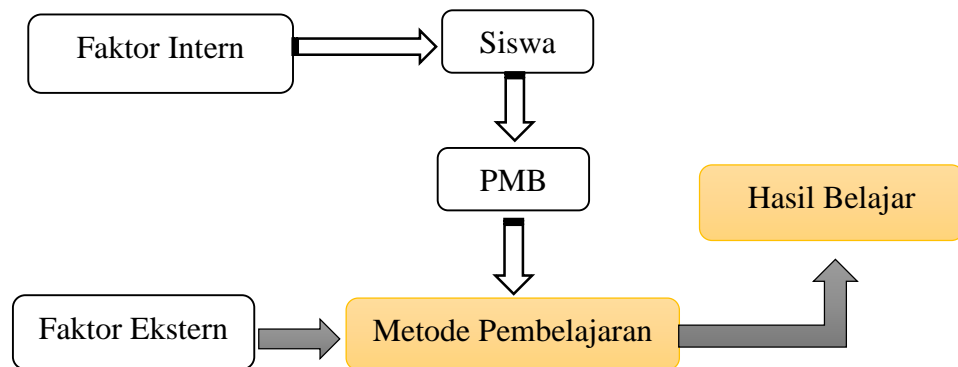 Faktor Intern
Siswa
PMB
Hasil Belajar
Faktor Ekstern
Metode Pembelajaran